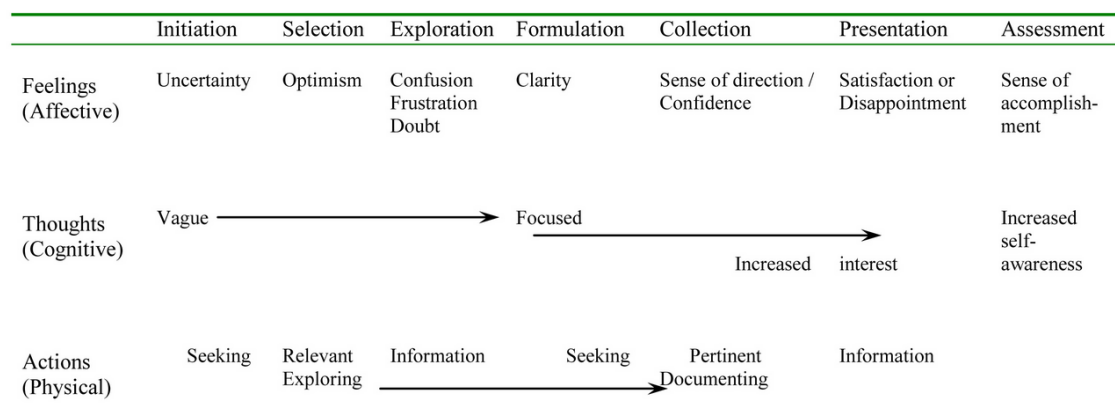 Initiation Selection Exploration Formulation Collection Presentation Assessment
Feelings Uncertainty Optimism Confusion Clarity Sense of direction / Satisfaction or Sense of
(Affective) Frustration Confidence Disappointment accomplish-
Doubt ment
Thoughts Vague Focused Increased
(Cognitive) self-
Increased interest awareness
Actions Seeking Relevant Information Seeking Pertinent Information
(Physical) Exploring Documenting